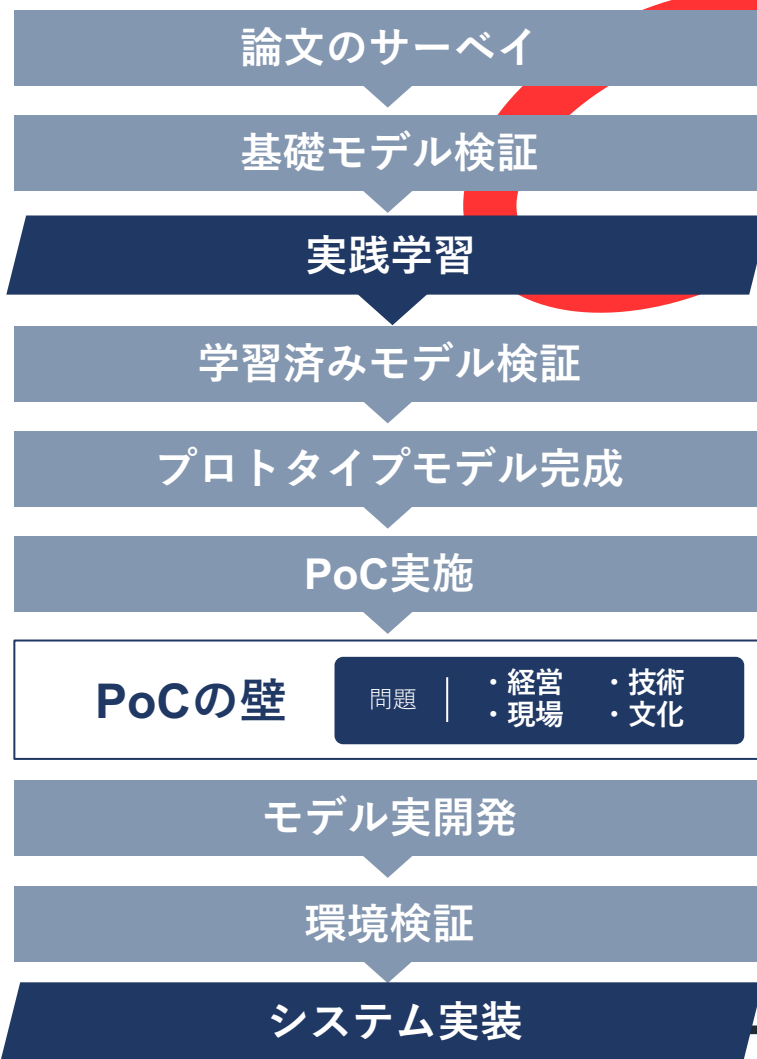 論文のサーベイ
基礎モデル検証
実践学習
学習済みモデル検証
プロトタイプモデル完成
PoC実施
PoCの壁
問題
・経営 ・技術
・現場 ・文化
モデル実開発
環境検証
システム実装